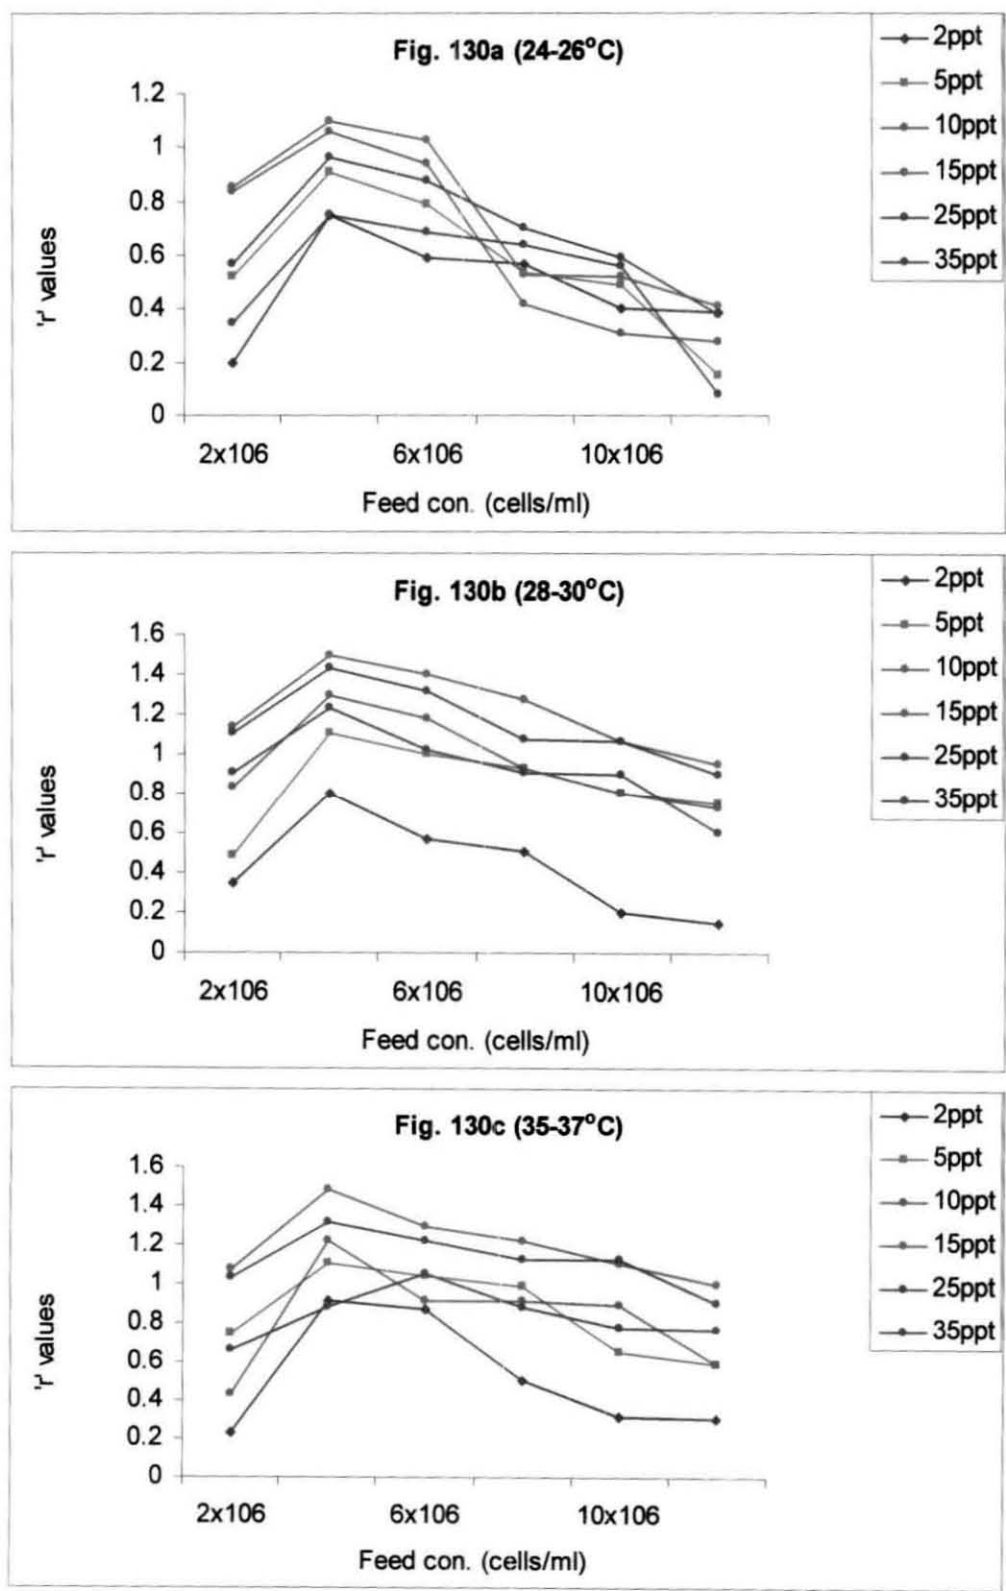 Fig. 130a (24-26°C)
1.2
1
0.8
0.6
0.4
0.2
0
'r' values
2x106 6x106 10x106
Feed con. (cells/ml)
2ppt
5ppt
10ppt
15ppt
25ppt
35ppt
Fig. 130b (28-30°C)
1.6
1.4
1.2
1
0.8
0.6
0.4
0.2
0
'r' values
2x106 6x106 10x106
Feed con. (cells/ml)
2ppt
5ppt
10ppt
15ppt
25ppt
35ppt
Fig. 130c (35-37°C)
1.6
1.4
1.2
1
0.8
0.6
0.4
0.2
0
'r' values
2x106 6x106 10x106
Feed con. (cells/ml)
2ppt
5ppt
10ppt
15ppt
25ppt
35ppt